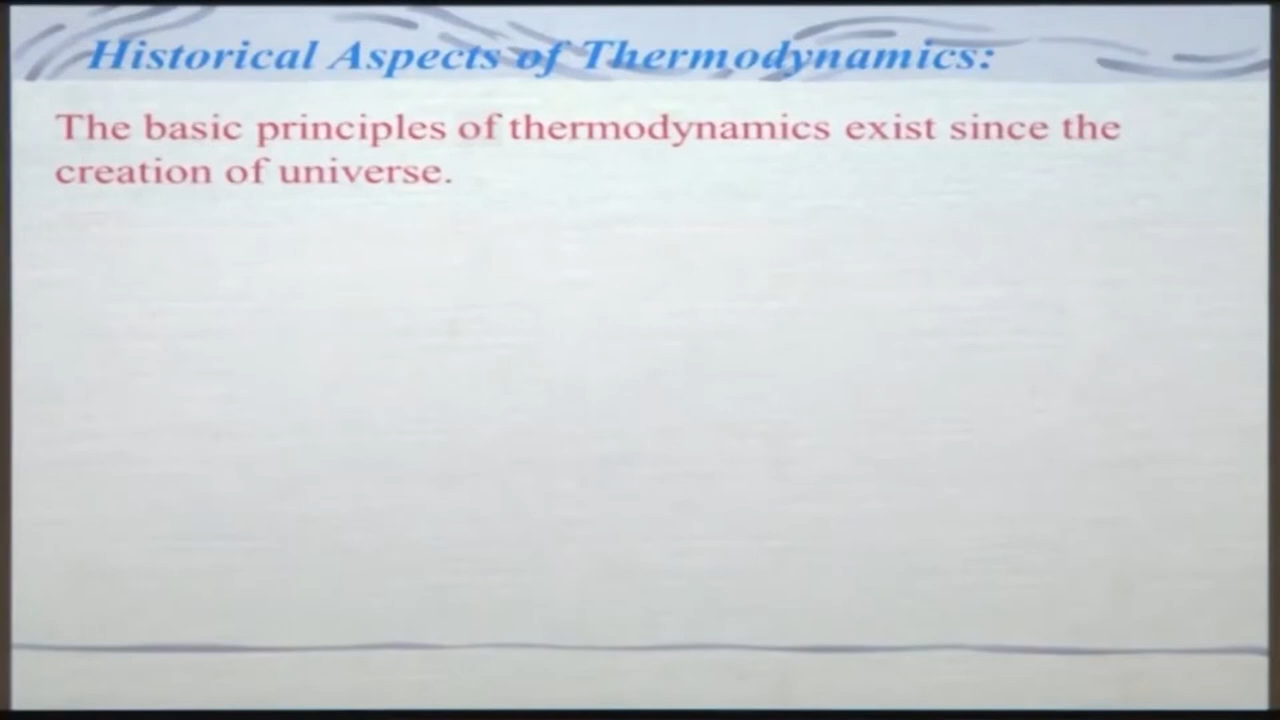 Historical Aspects of Thermodynamics:
The basic principles of thermodynamics exist since the
creation of universe.